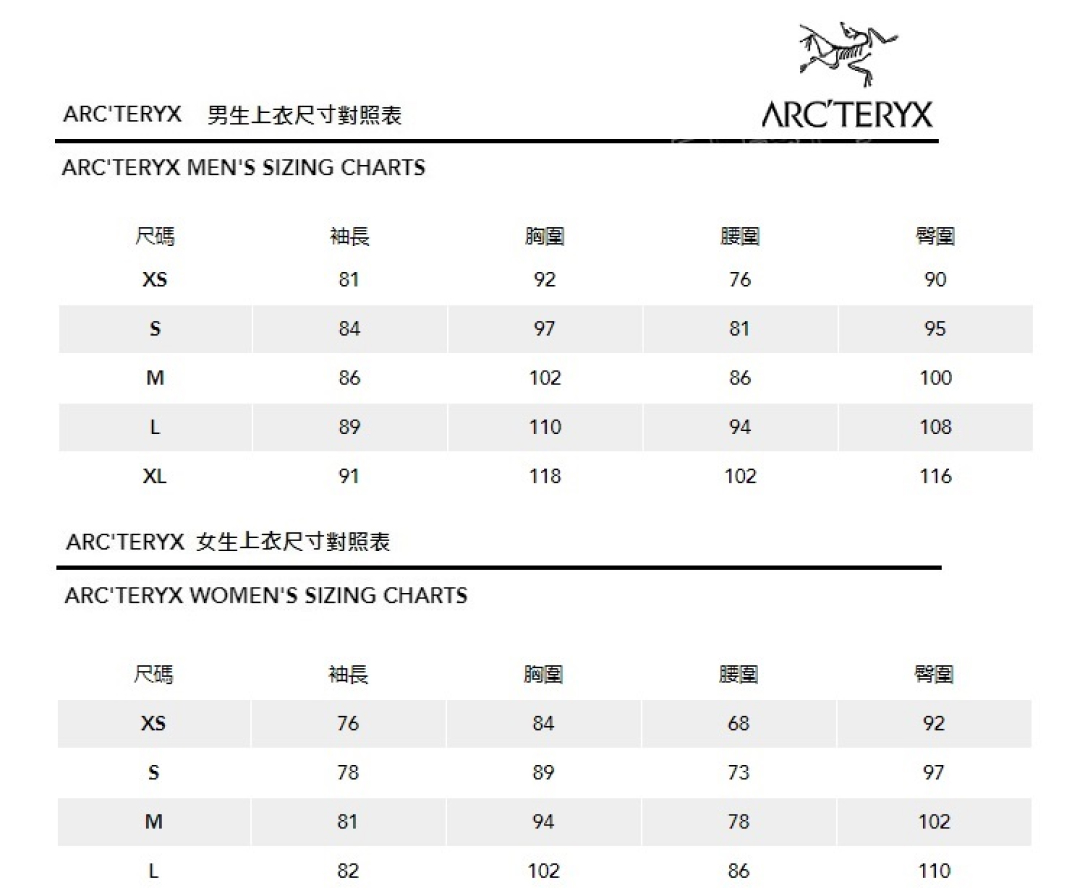 ARC'TERYX
ARC'TERYX 男生上衣尺寸對照表
ARC'TERYX MEN'S SIZING CHARTS
尺碼 袖長 胸圍 腰圍 臀圍
XS 81 92 76 90
S 84 97 81 95
M 86 102 86 100
L 89 110 94 108
XL 91 118 102 116
ARC'TERYX 女生上衣尺寸對照表
ARC'TERYX WOMEN'S SIZING CHARTS
尺碼 袖長 胸圍 腰圍 臀圍
XS 76 84 68 92
S 78 89 73 97
M 81 94 78 102
L 82 102 86 110